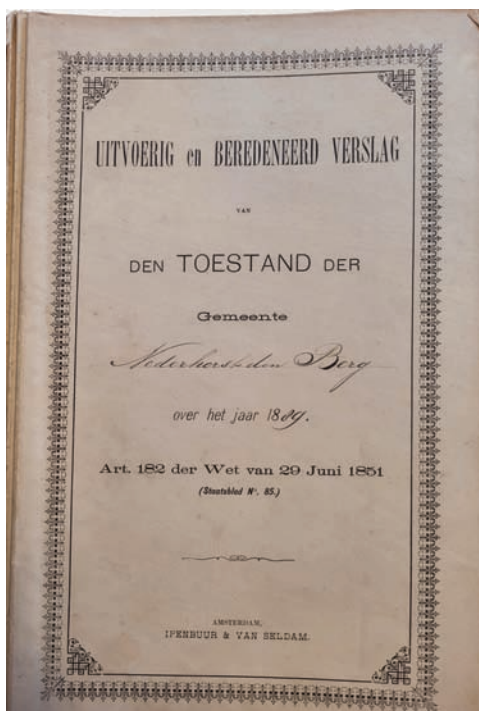 UITVOERIG en BEREDENEERD VERSLAG
VAN
DEN TOESTAND DER
Gemeente
Nederhorst den Berg
over het jaar 1889.
Art. 182 der Wet van 29 Juni 1851
(Staatsblad Nº. 85.)
AMSTERDAM,
IPENBUUR & VAN SELDAM.